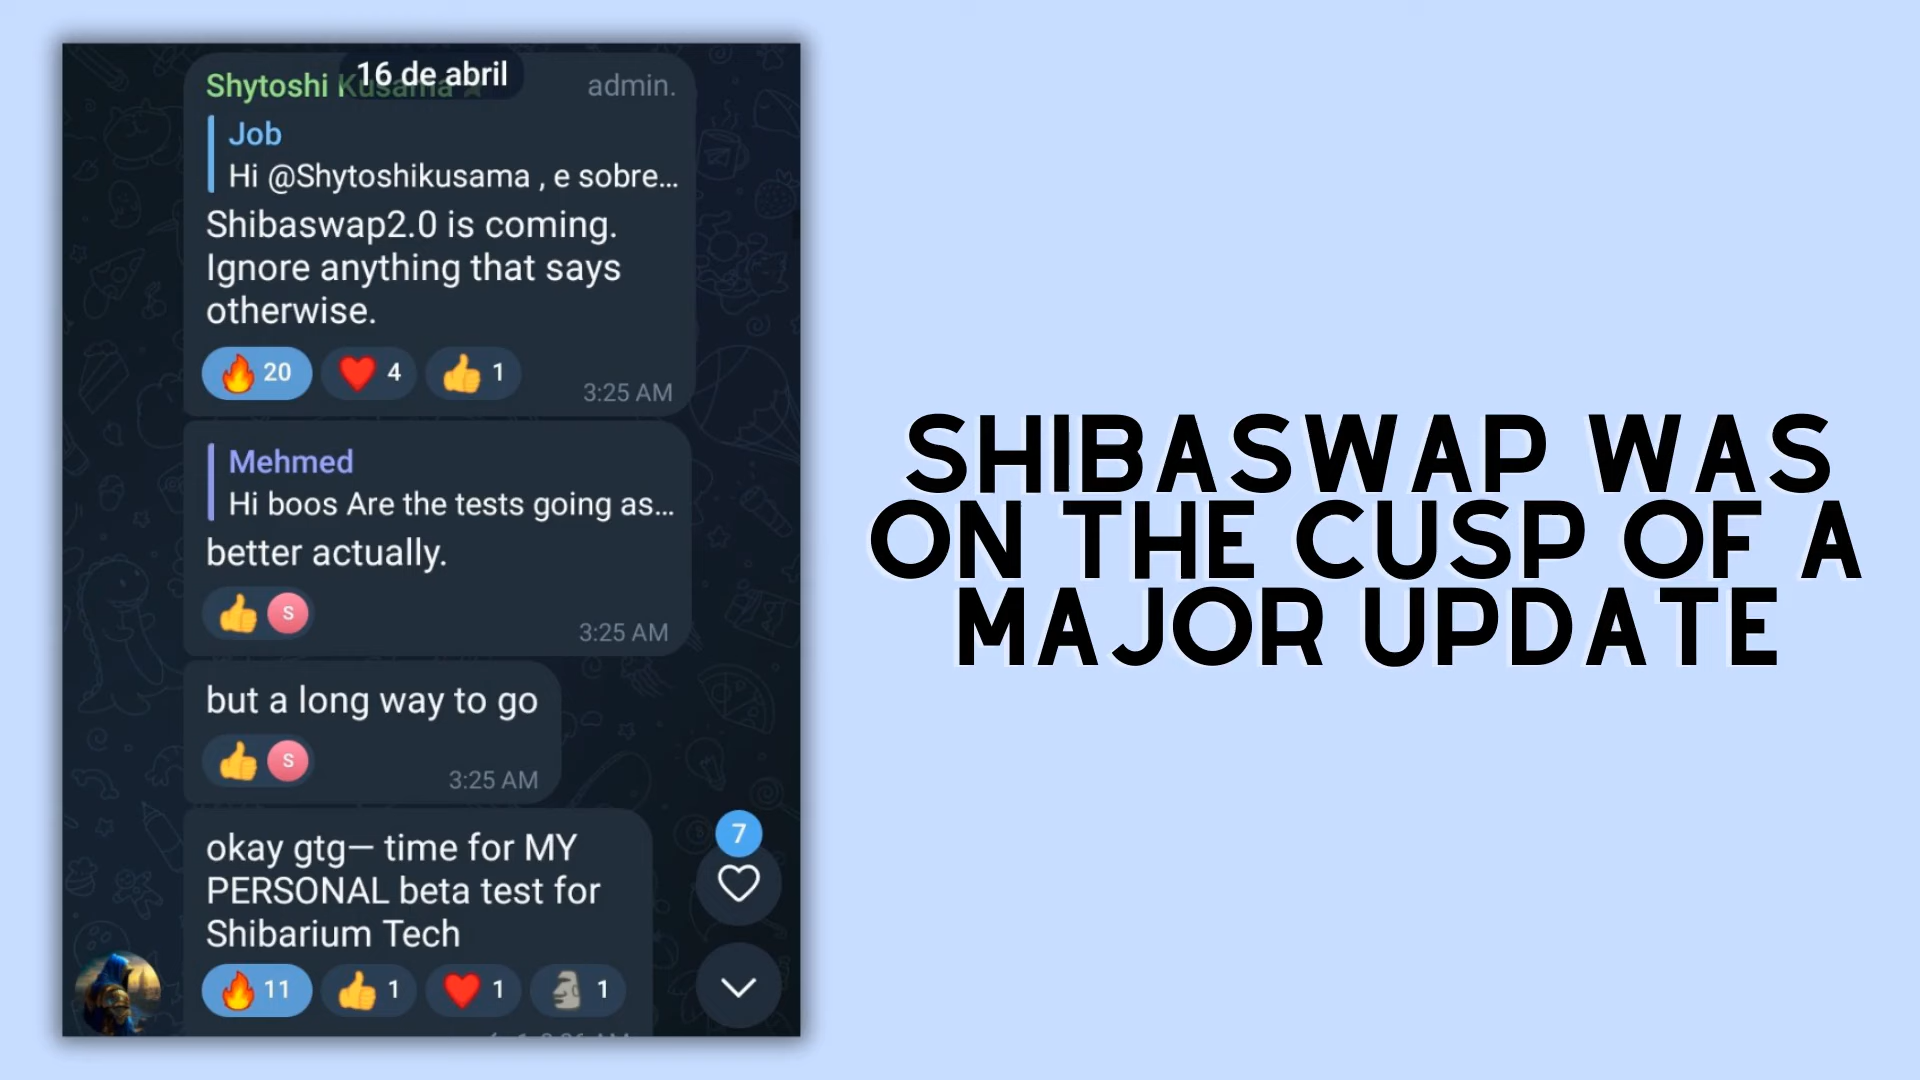 16 de abril
Shytoshi Kusama admin.
Job
Hi @Shytoshikusama , e sobre...
Shibaswap2.0 is coming.
Ignore anything that says
otherwise.
🔥 20 ❤️ 4 👍 1
3:25 AM
Mehmed
Hi boos Are the tests going as...
better actually.
👍 S
3:25 AM
but a long way to go
👍 S
3:25 AM
okay gtg— time for MY
PERSONAL beta test for
Shibarium Tech
🔥 11 👍 1 ❤️ 1 🗿 1
7
SHIBASWAP WAS
ON THE CUSP OF A
MAJOR UPDATE